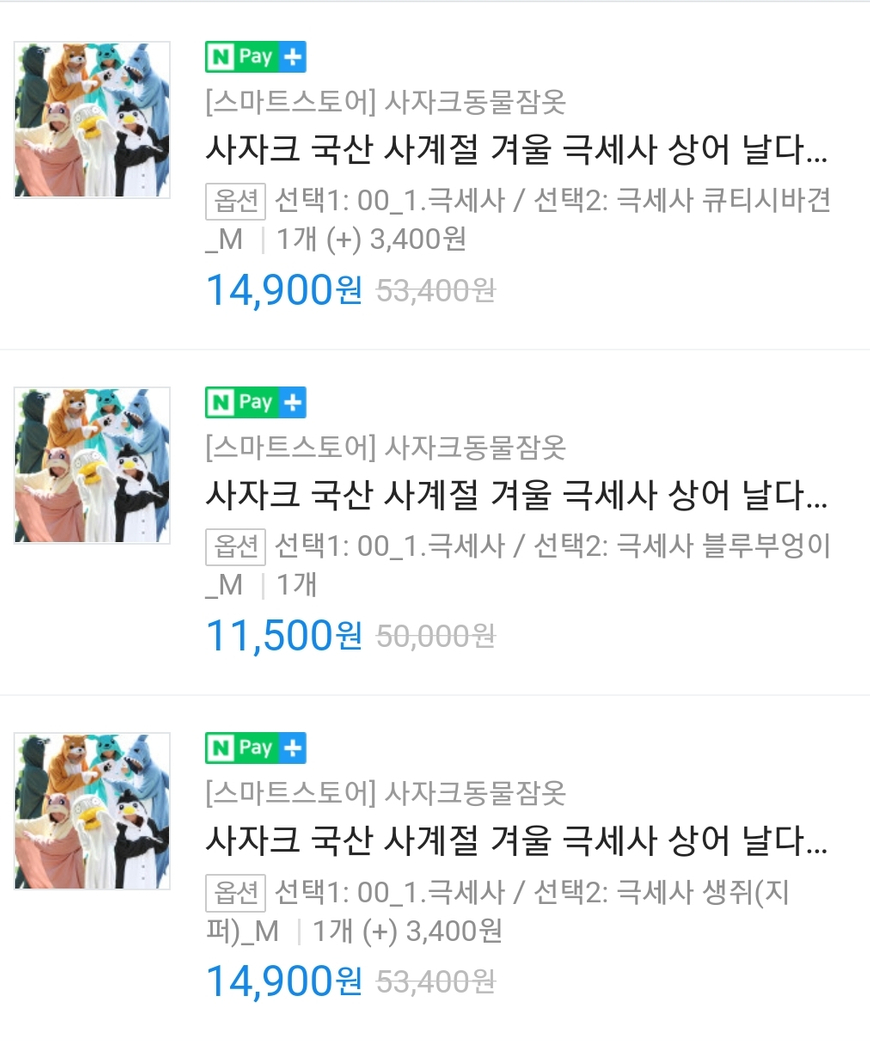 N Pay +
[스마트스토어] 사자크동물잠옷
사자크 국산 사계절 겨울 극세사 상어 날다...
옵션 선택1: 00_1.극세사 / 선택2: 극세사 큐티시바견
_M | 1개 (+) 3,400원
14,900원 53,400원
N Pay +
[스마트스토어] 사자크동물잠옷
사자크 국산 사계절 겨울 극세사 상어 날다...
옵션 선택1: 00_1.극세사 / 선택2: 극세사 블루부엉이
_M | 1개
11,500원 50,000원
N Pay +
[스마트스토어] 사자크동물잠옷
사자크 국산 사계절 겨울 극세사 상어 날다...
옵션 선택1: 00_1.극세사 / 선택2: 극세사 생쥐(지
퍼)_M | 1개 (+) 3,400원
14,900원 53,400원